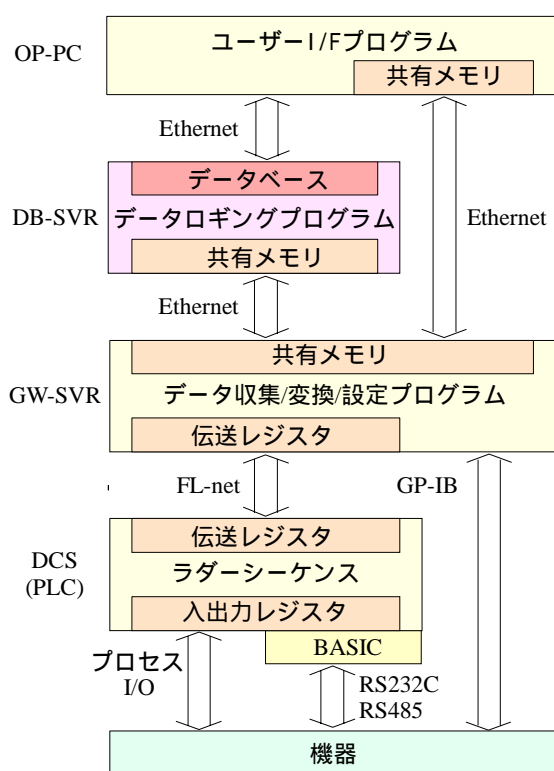 OP-PC
ユーザーI/Fプログラム
共有メモリ
Ethernet
データベース
DB-SVR
データロギングプログラム
Ethernet
共有メモリ
Ethernet
共有メモリ
GW-SVR
データ収集/変換/設定プログラム
伝送レジスタ
FL-net
GP-IB
伝送レジスタ
DCS
(PLC)
ラダーシーケンス
入出力レジスタ
BASIC
プロセス
I/O
RS232C
RS485
機器